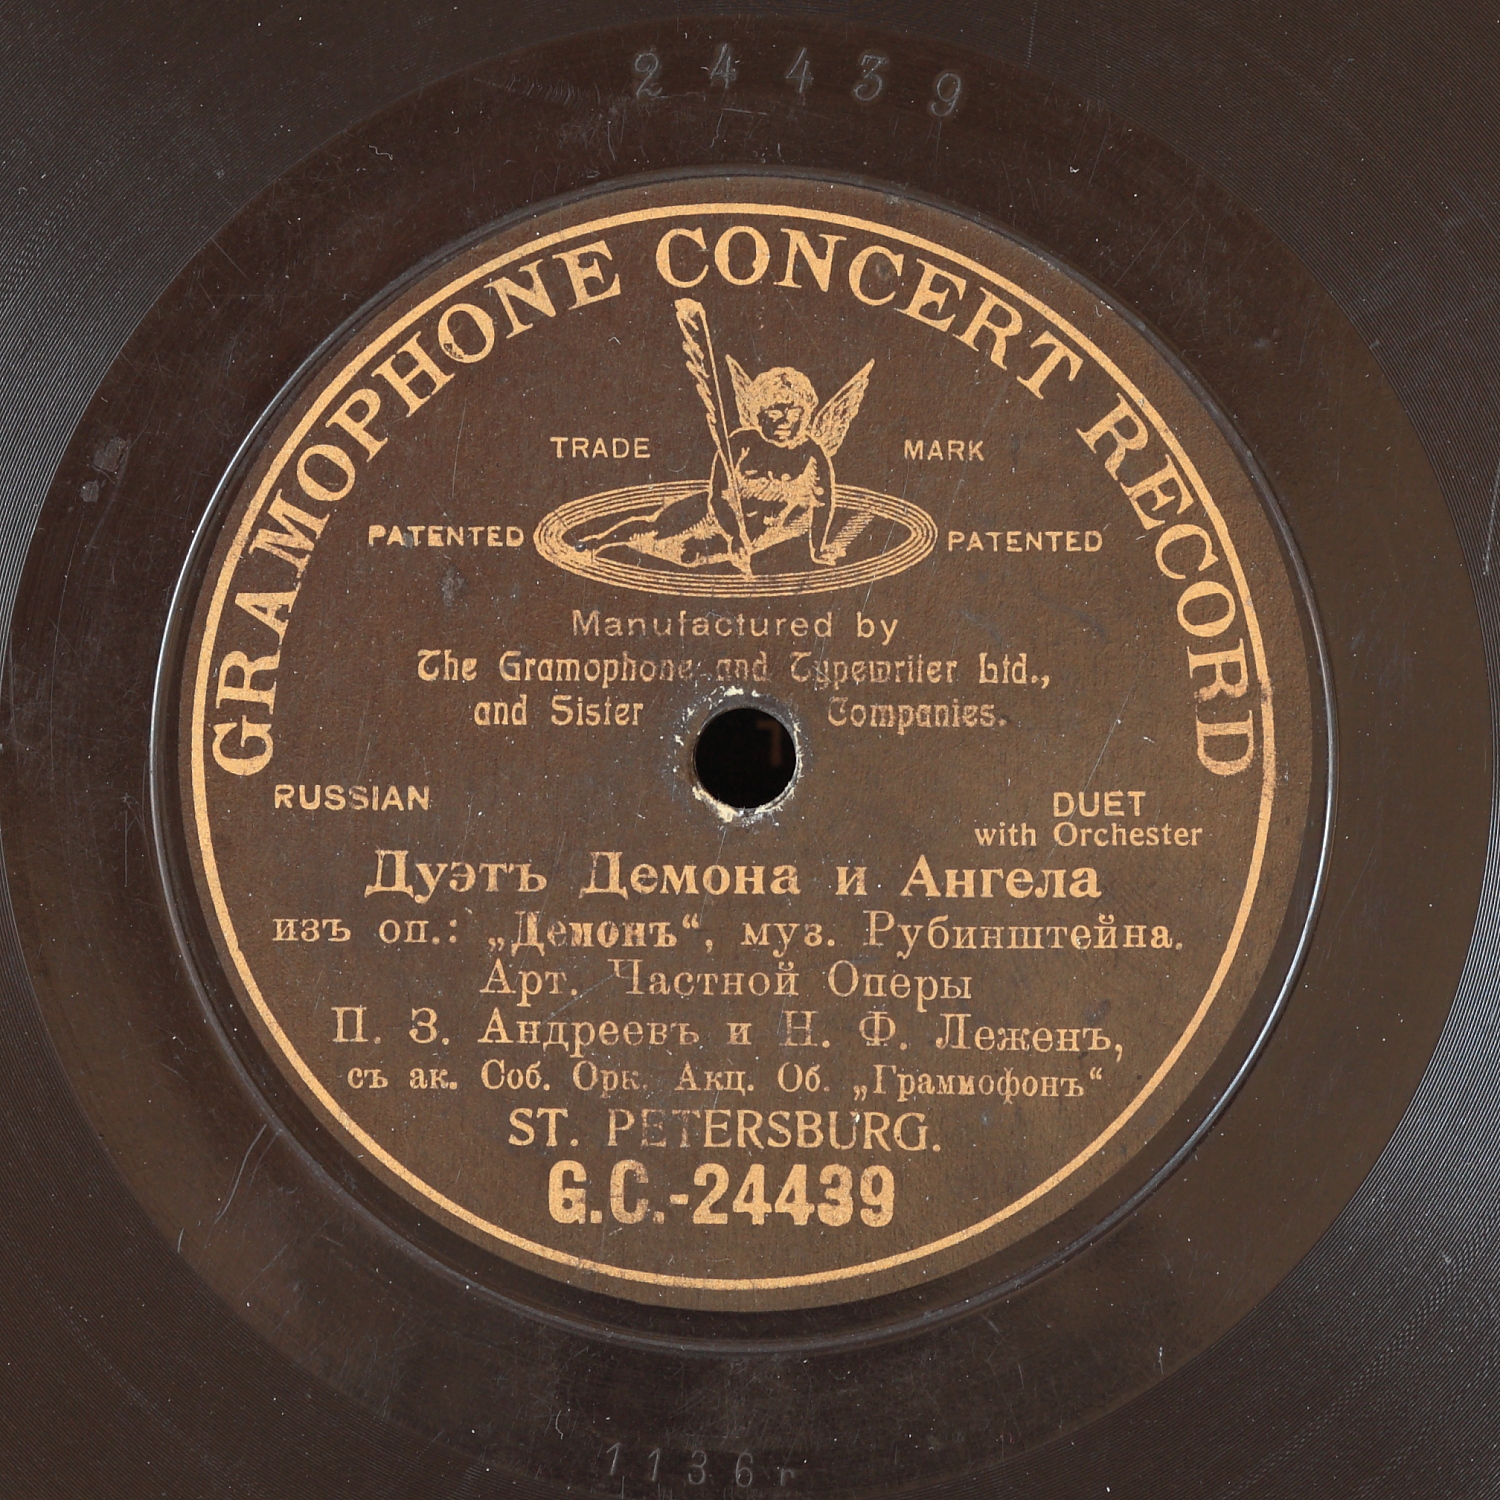 24439
GRAMOPHONE CONCERT RECORD
TRADE MARK
PATENTED PATENTED
Manufactured by
The Gramophone and Typewriter Ltd.,
and Sister Companies.
RUSSIAN
DUET
with Orchester
Дуэтъ Демона и Ангела
изъ оп.: „Демонъ“, муз. Рубинштейна.
Арт. Частной Оперы
П. З. Андреевъ и Н. Ф. Леженъ,
съ ак. Соб. Орк. Акц. Об. „Граммофонъ“
ST. PETERSBURG.
G.C.-24439
1136r